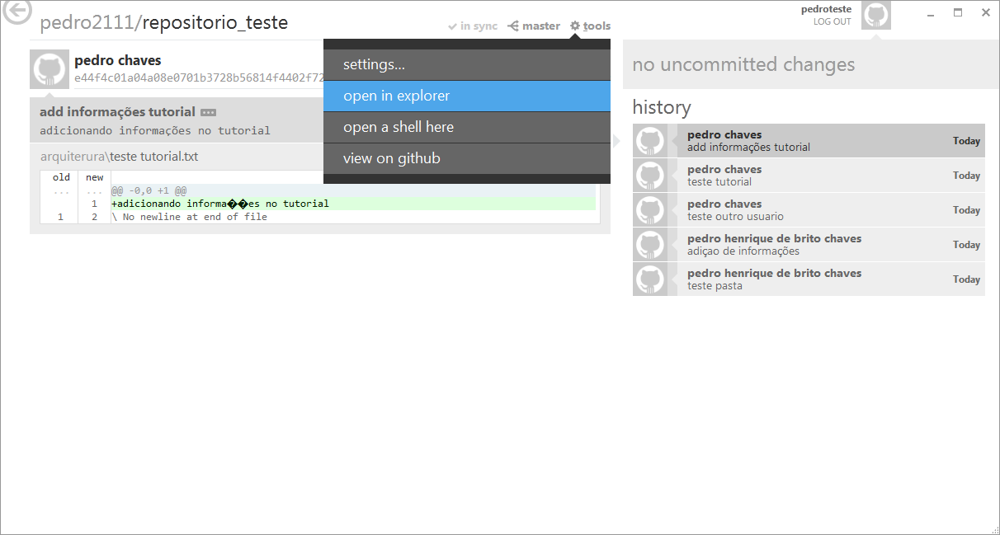 pedro2111/repositorio_teste
in sync master tools
pedroteste
LOG OUT
pedro chaves
e44f4c01a04a08e0701b3728b56814f4402f72
add informações tutorial
adicionando informações no tutorial
arquiterura\teste tutorial.txt
old new
... ... @@ -0,0 +1 @@
1 +adicionando informa��es no tutorial
1 2 \ No newline at end of file
settings...
open in explorer
open a shell here
view on github
no uncommitted changes
history
pedro chaves
add informações tutorial
Today
pedro chaves
teste tutorial
Today
pedro chaves
teste outro usuario
Today
pedro henrique de brito chaves
adiçao de informações
Today
pedro henrique de brito chaves
teste pasta
Today